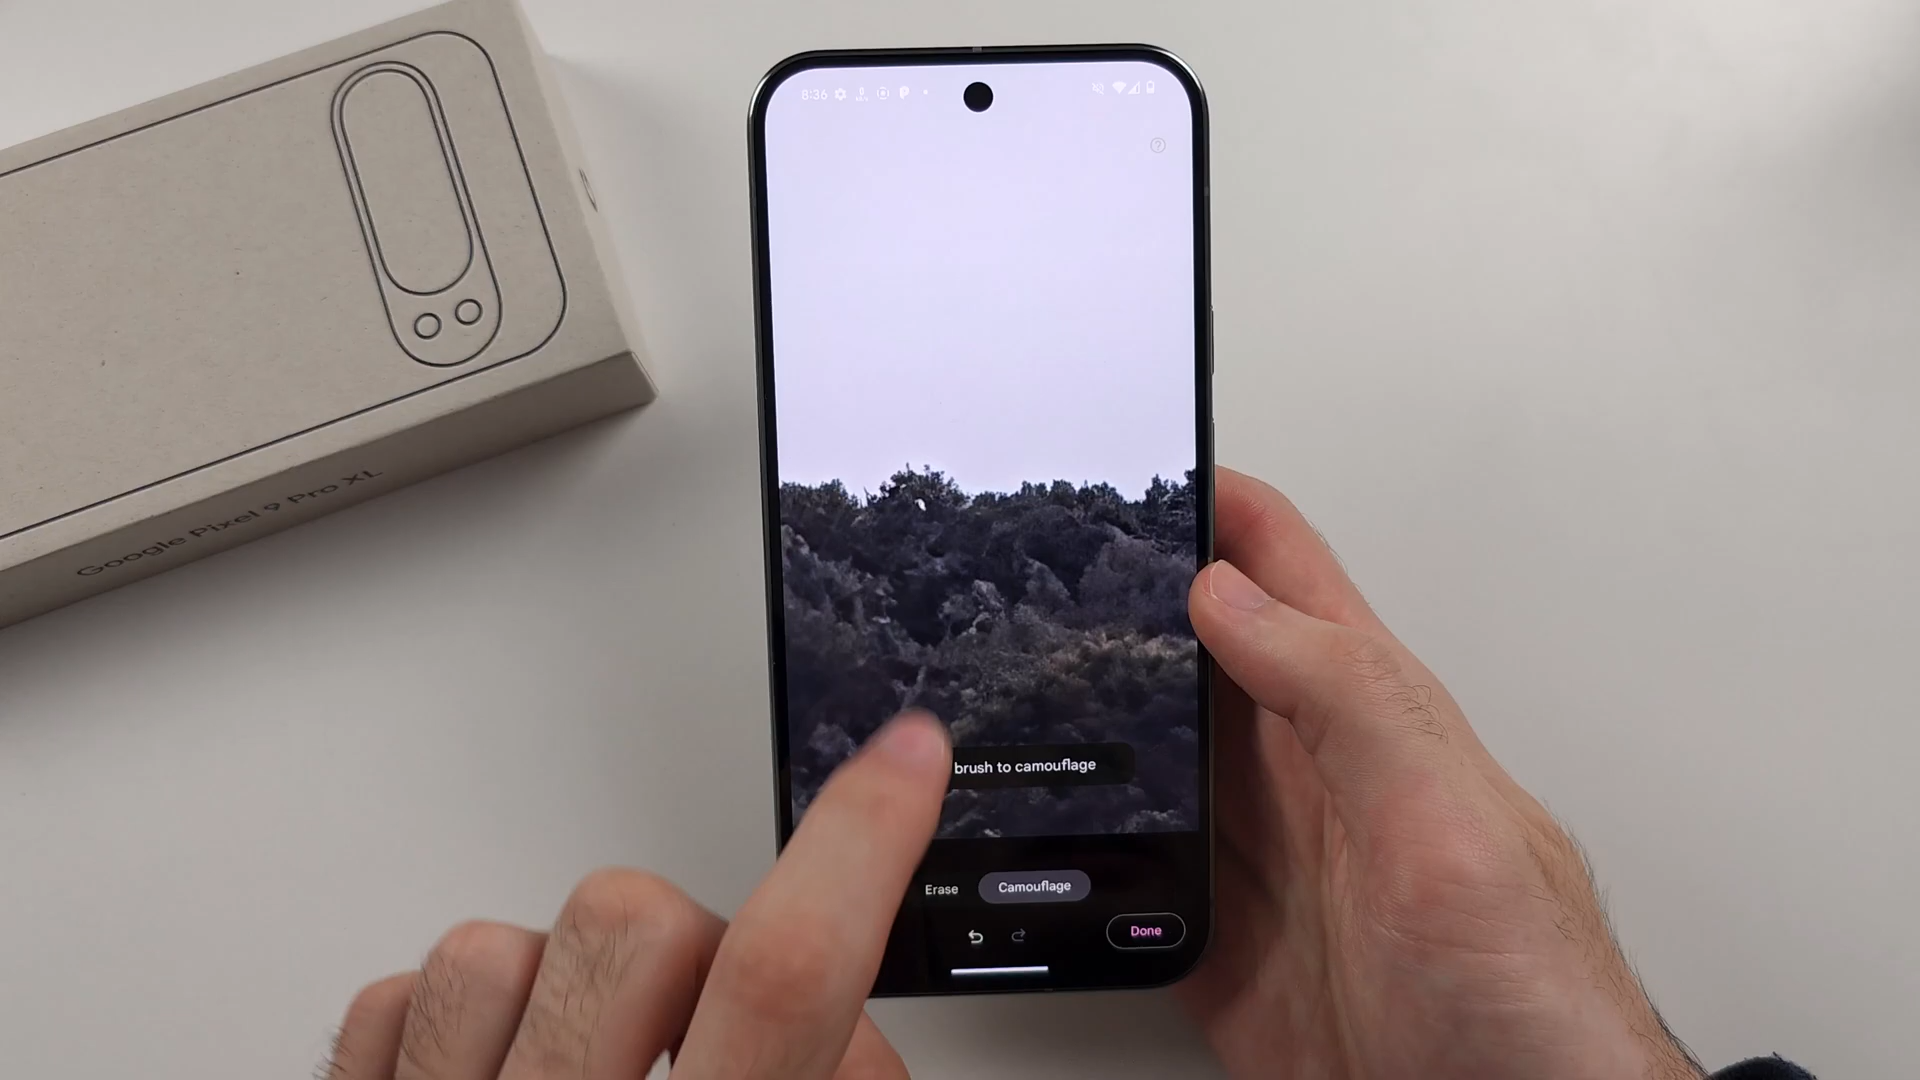 8:36
Google Pixel 9 Pro XL
brush to camouflage
Erase
Camouflage
Done